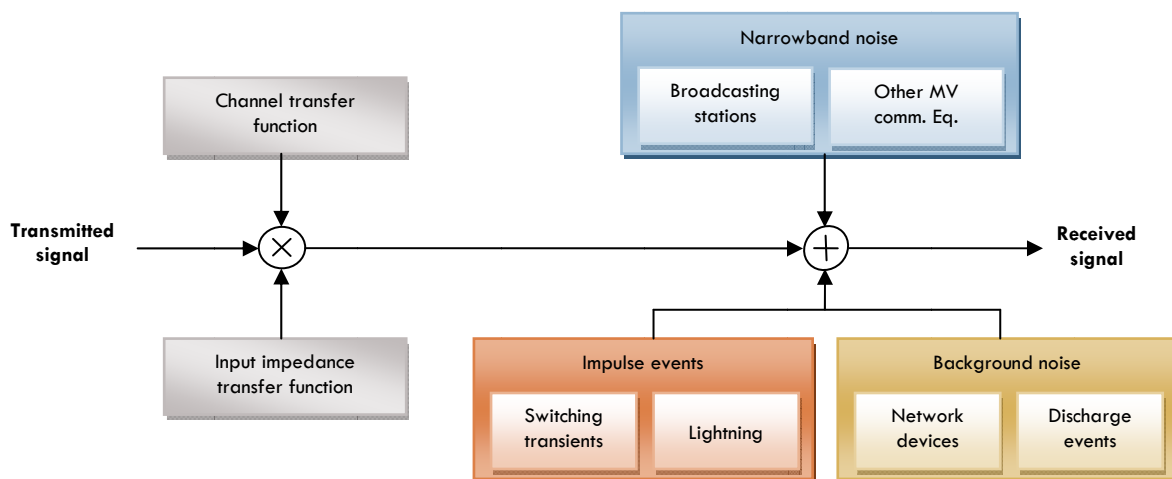 Narrowband noise
Broadcasting
stations
Other MV
comm. Eq.
Channel transfer
function
Transmitted
signal
Received
signal
Input impedance
transfer function
Impulse events
Switching
transients
Lightning
Background noise
Network
devices
Discharge
events